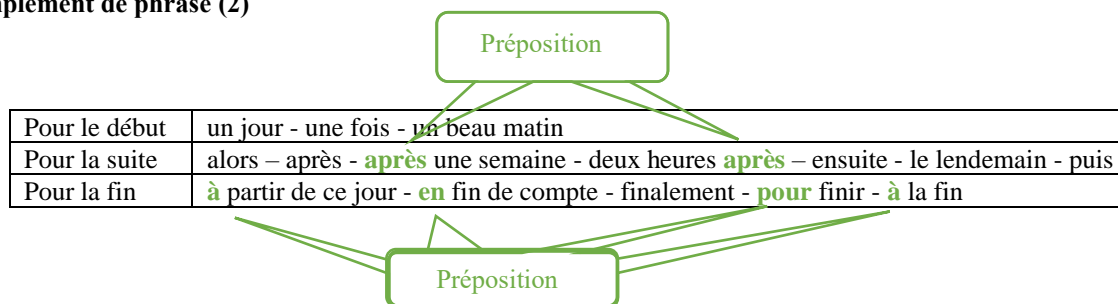 plément de phrase (2)
Préposition
Pour le début un jour - une fois - un beau matin
Pour la suite alors – après - après une semaine - deux heures après – ensuite - le lendemain - puis
Pour la fin à partir de ce jour - en fin de compte - finalement - pour finir - à la fin
Préposition